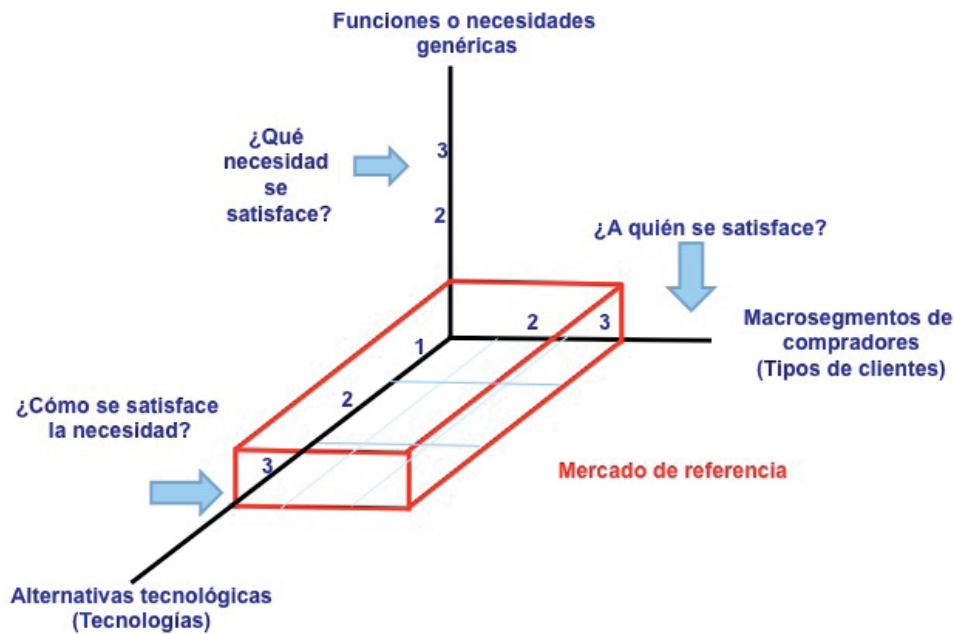 Funciones o necesidades
genéricas
¿Qué
necesidad
se
satisface?
3
2
¿A quién se satisface?
2
3
1
Macrosegmentos de
compradores
(Tipos de clientes)
2
¿Cómo se satisface
la necesidad?
3
Mercado de referencia
Alternativas tecnológicas
(Tecnologías)